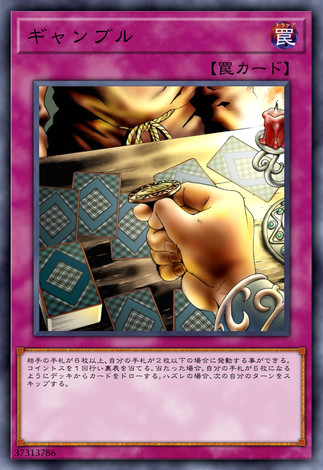 ギャンブル
トラップ
罠
【罠カード】
相手の手札が６枚以上、自分の手札が２枚以下の場合に発動する事ができる。
コイントスを１回行い裏表を当てる。当たった場合、自分の手札が５枚になる
ようにデッキからカードをドローする。ハズレの場合、次の自分のターンをス
キップする。
37313786